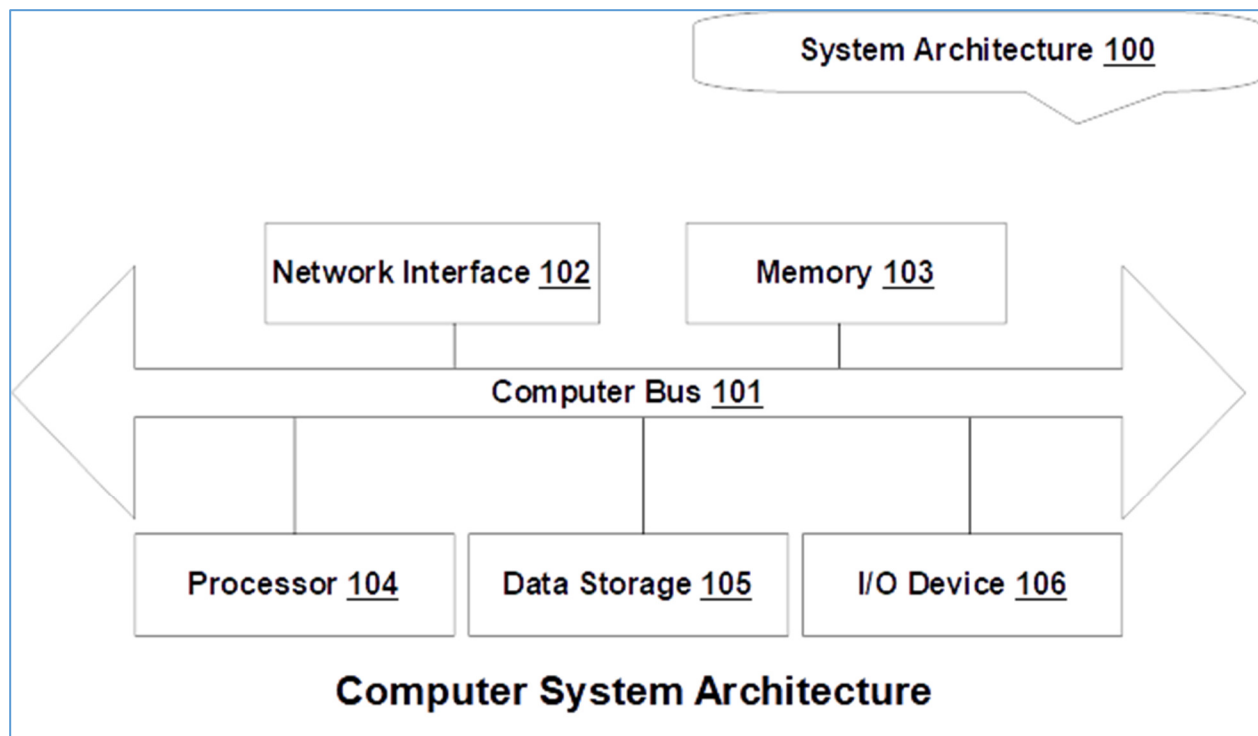 System Architecture 100
Network Interface 102
Memory 103
Computer Bus 101
Processor 104
Data Storage 105
I/O Device 106
Computer System Architecture